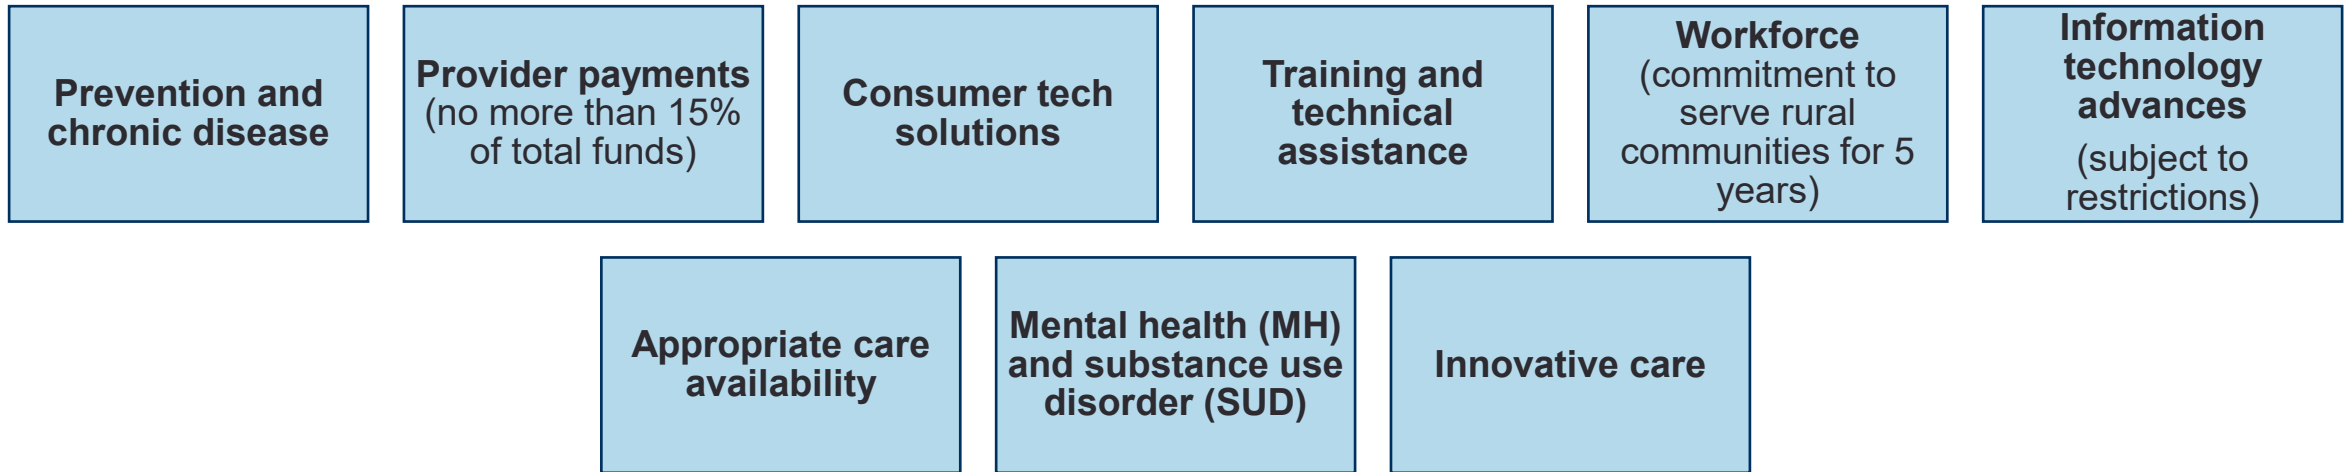 Prevention and
chronic disease
Provider payments
(no more than 15%
of total funds)
Consumer tech
solutions
Training and
technical
assistance
Workforce
(commitment to
serve rural
communities for 5
years)
Information
technology
advances
(subject to
restrictions)
Appropriate care
availability
Mental health (MH)
and substance use
disorder (SUD)
Innovative care